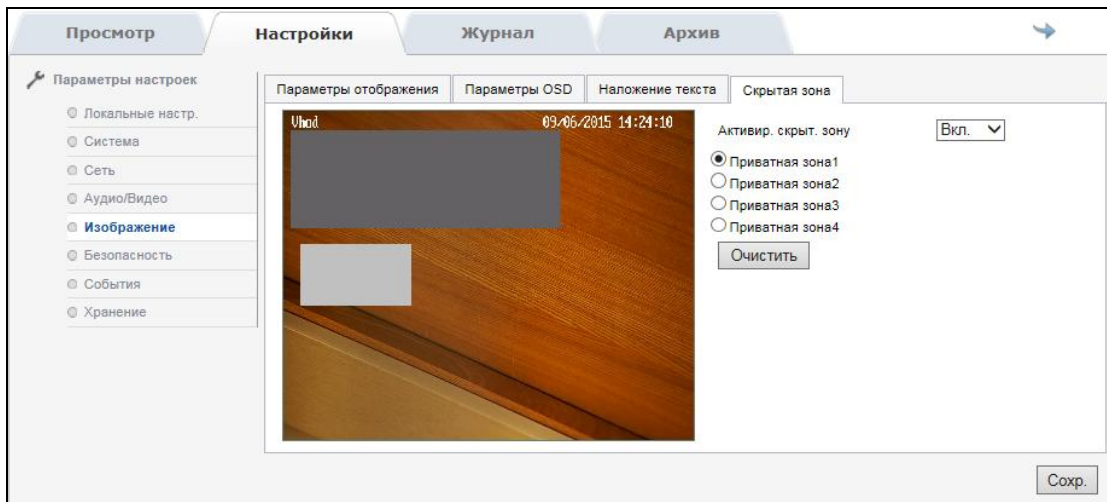 Просмотр
Настройки
Журнал
Архив
Параметры настроек
Локальные настр.
Система
Сеть
Аудио/Видео
Изображение
Безопасность
События
Хранение
Параметры отображения
Параметры OSD
Наложение текста
Скрытая зона
Vhod
09/06/2015 14:24:10
Активир. скрыт. зону
Вкл.
Приватная зона1
Приватная зона2
Приватная зона3
Приватная зона4
Очистить
Сохр.